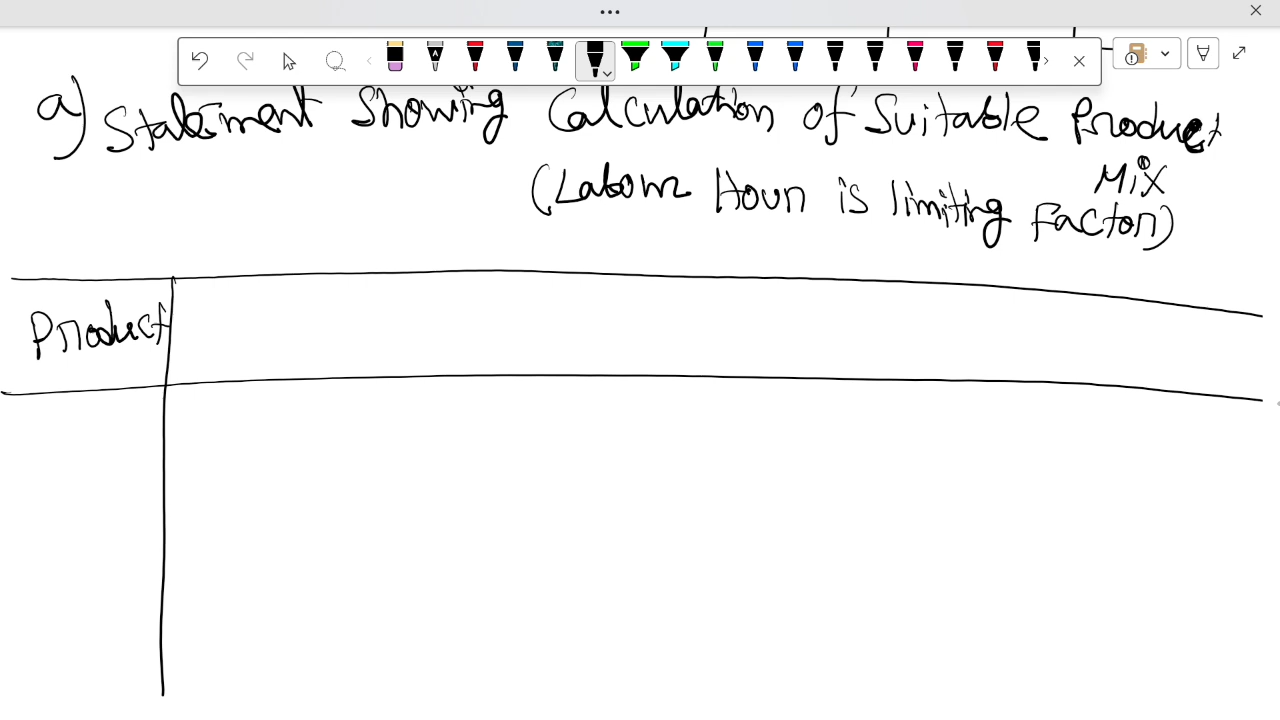 a) Statement Showing Calculation of Suitable Product
Mix
(Labour Hour is limiting Factor)
Product